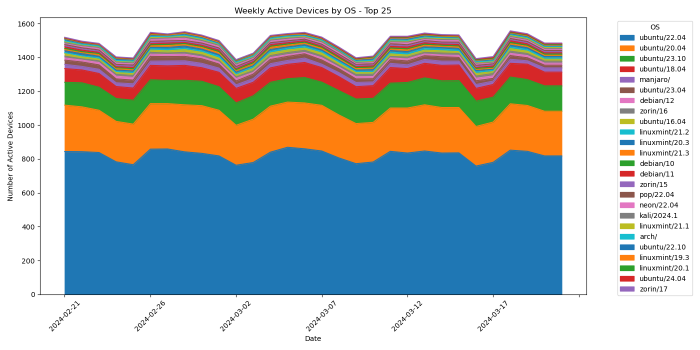 Weekly Active Devices by OS - Top 25
Number of Active Devices
1600
1400
1200
1000
800
600
400
200
0
2024-02-21
2024-02-26
2024-03-02
2024-03-07
2024-03-12
2024-03-17
Date
OS
ubuntu/22.04
ubuntu/20.04
ubuntu/23.10
ubuntu/18.04
manjaro/
ubuntu/23.04
debian/12
zorin/16
ubuntu/16.04
linuxmint/21.2
linuxmint/20.3
linuxmint/21.3
debian/10
debian/11
zorin/15
pop/22.04
neon/22.04
kali/2024.1
linuxmint/21.1
arch/
ubuntu/22.10
linuxmint/19.3
linuxmint/20.1
ubuntu/24.04
zorin/17